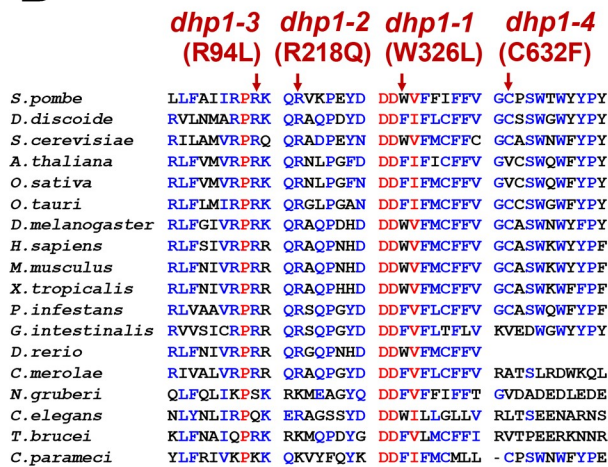 dhp1-3 dhp1-2 dhp1-1 dhp1-4
(R94L) (R218Q) (W326L) (C632F)
S.pombe LLFAIIRPRK QRVKPEYD DDWVFFIFFV GCPSWTWYYPY
D.discoide RVLNMARPRK QRAQPDYD DDFIFLCFFV GCSSWGWYYPY
S.cerevisiae RILAMVRPRQ QRADPEYN DDWVFMCFFC GCPSWQWYYPY
A.thaliana RLFVMVRPRK QRNLPGFD DDFIFICFFV GVCSWQWFYPY
O.sativa RLFVMVRPRK QRNLPGFN DDFIFMCFFV GVCSWQWFYPY
O.tauri RLFLMIRPRK QRGLPGAN DDFIFMCFFV GCASWQWFYPY
D.melanogaster RLFGIVRPRK QRAQPDHD DDWVFMCFFV GCASWNWFYPY
H.sapiens RLFSIVRPRR QRAQPNHD DDWVFMCFFV GCASWKWYYPF
M.musculus RLFNIVRPRR QRAQPNHD DDWVFMCFFV GCASWKWYYPF
X.tropicalis RLFNIVRPRR QRAQPHHD DDWVFMCFFV GCASWKWFFPF
P.infestans RLVAAVRPRR QRSQPGYD DDFVFLCFFV GCASWQWFYPF
G.intestinalis RVVSICRPRR QRSQPGYD DDFVFLTFLV KVEDWGWYYPY
D.rerio RLFNIVRPRR QRGQPNHD DDWVFMCFFV
C.merolae RIVALVRPRR QRAQPGYD DDFVFMCFFV RATSLRDWKQL
N.gruberi QLFQLIKPSK RKMEAGYQ DDFVFFIFFT GVDADEDLEDE
C.elegans NLYNLIRPQK ERAGSSYD DDWILLGLLV RLTSEENARNS
T.brucei KLFNAIQPRK RKMQPDYG DDFVLMCFFI RVTPEERKNNR
C.parameci YLFRIVKPKK QKVYFQYK DDFIFMCMLL -CPSWKWYYPE